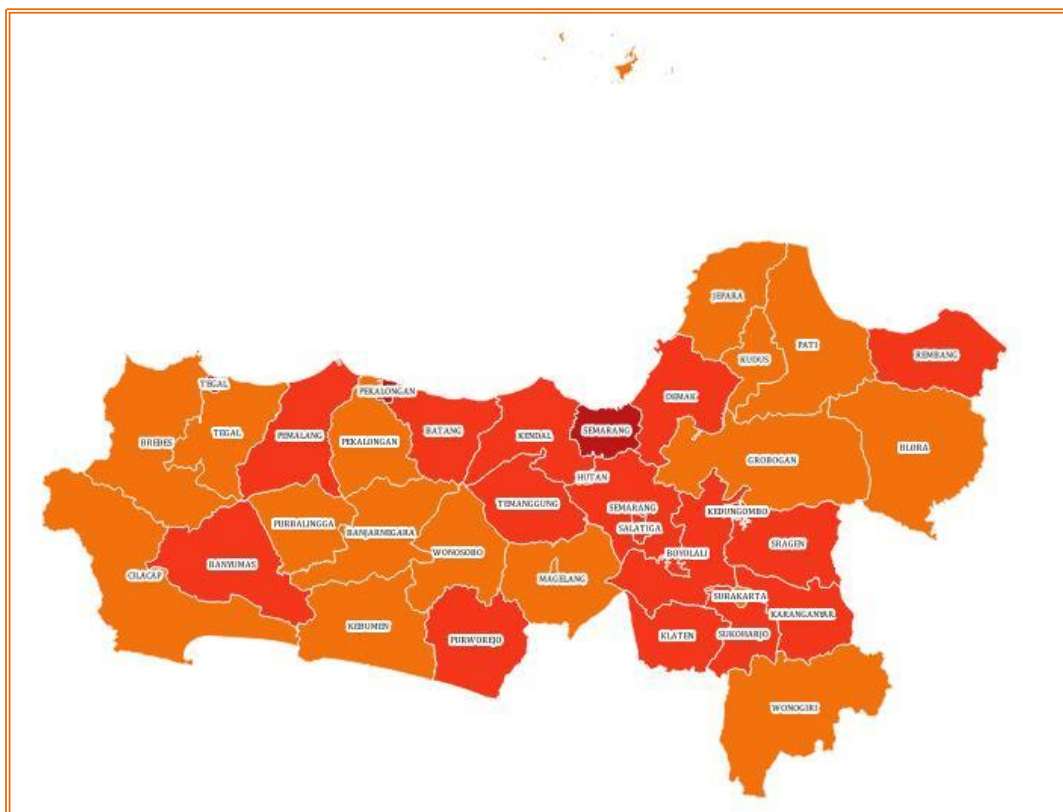 JEPARA
KUDUS
PATI
REMBANG
TEGAL
PEKALONGAN
DEMAK
BREBES
TEGAL
PEMALANG
PEKALONGAN
BATANG
KENDAL
SEMARANG
GROBOGAN
BLORA
HUTAN
TEMANGGUNG
SEMARANG
SALATIGA
KEDUNGOMBO
PURBALINGGA
BANJARNEGARA
WONOSOBO
BOYOLALI
SRAGEN
CILACAP
BANYUMAS
MAGELANG
SURAKARTA
KARANGANYAR
KEBUMEN
PURWOREJO
KLATEN
SUKOHARJO
WONOGIRI